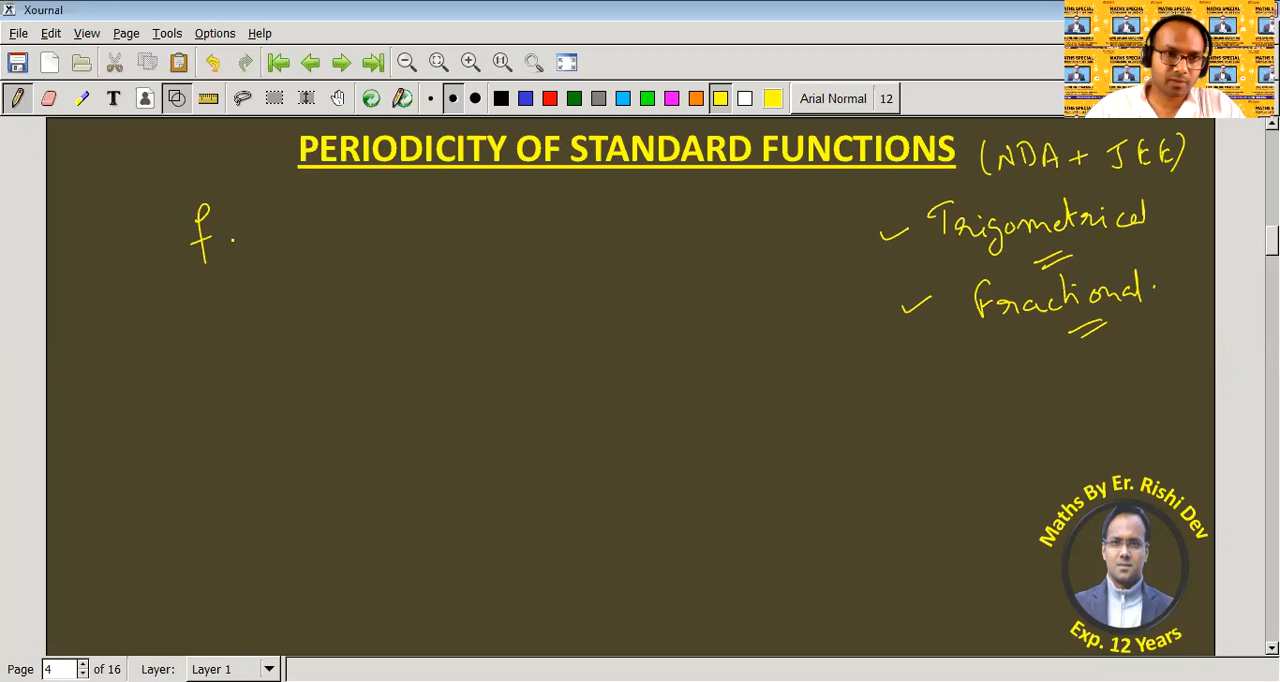 Xournal
File Edit View Page Tools Options Help
Arial Normal 12
PERIODICITY OF STANDARD FUNCTIONS (NDA + JEE)
f.
✓ Trigometrical
✓ Fractional.
Maths By Er. Rishi Dev
Exp. 12 Years
Page 4 of 16 Layer: Layer 1